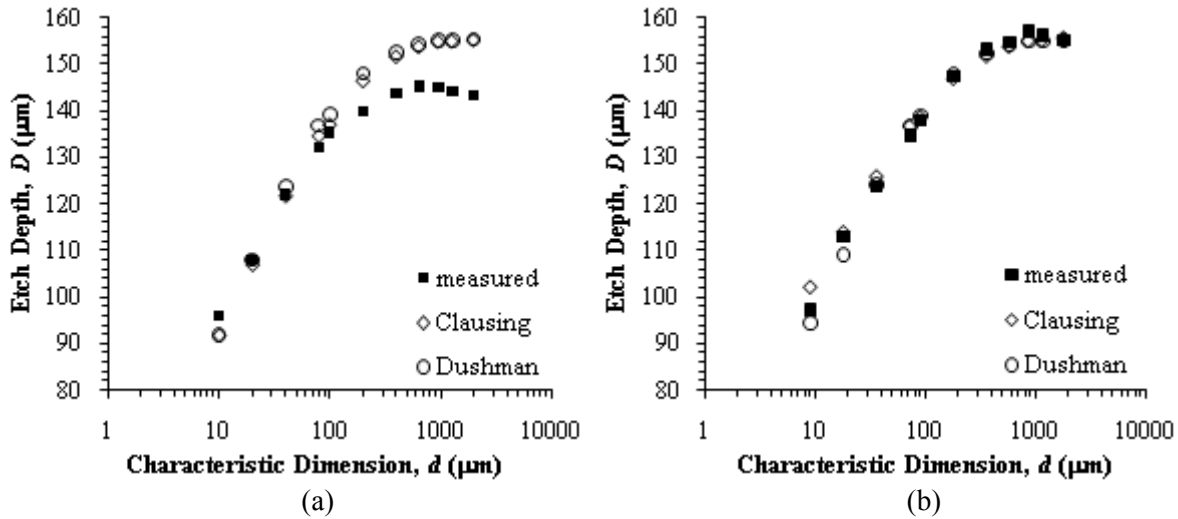 160
150
140
130
120
110
100
90
80
Etch Depth, D (μm)
measured
Clausing
Dushman
1 10 100 1000 10000
Characteristic Dimension, d (μm)
(a)
160
150
140
130
120
110
100
90
80
Etch Depth, D (μm)
measured
Clausing
Dushman
1 10 100 1000 10000
Characteristic Dimension, d (μm)
(b)